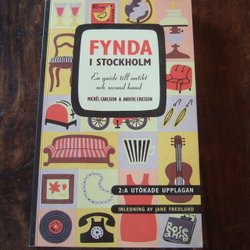 FYNDA
I STOCKHOLM
En guide till antikt
och second hand
MICHËL CARLSSON & ANDERS ERICSSON
2:A UTÖKADE UPPLAGAN
INLEDNING AV JANE FREDLUND